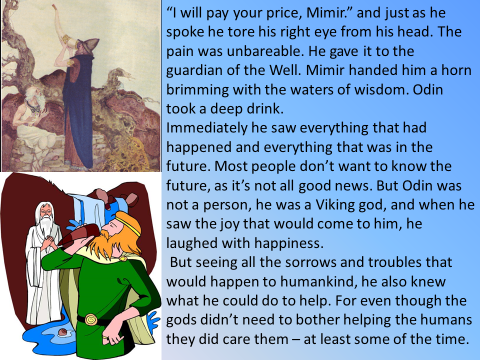 “I will pay your price, Mimir.” and just as he
spoke he tore his right eye from his head. The
pain was unbareable. He gave it to the
guardian of the Well. Mimir handed him a horn
brimming with the waters of wisdom. Odin
took a deep drink.
Immediately he saw everything that had
happened and everything that was in the
future. Most people don’t want to know the
future, as it’s not all good news. But Odin was
not a person, he was a Viking god, and when he
saw the joy that would come to him, he
laughed with happiness.
But seeing all the sorrows and troubles that
would happen to humankind, he also knew
what he could do to help. For even though the
gods didn’t need to bother helping the humans
they did care them – at least some of the time.